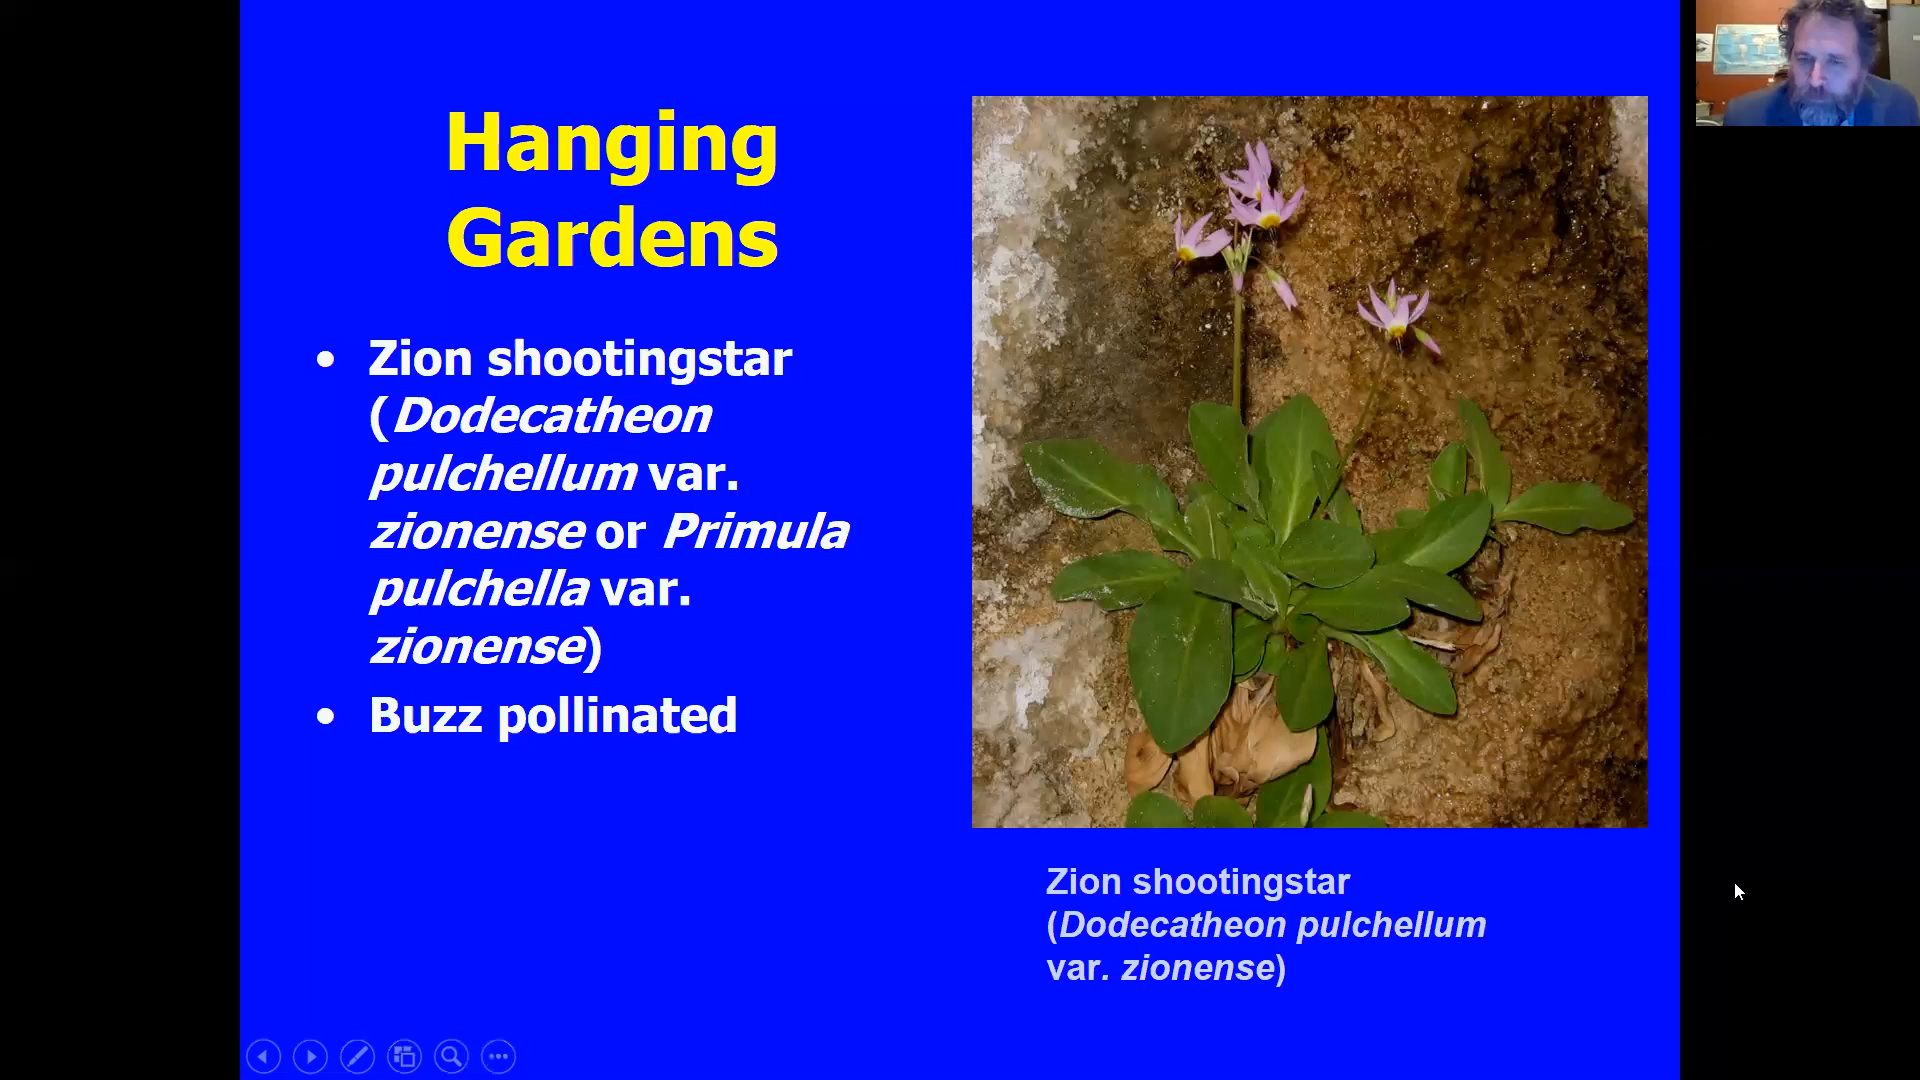 Hanging
Gardens
• Zion shootingstar
(Dodecatheon
pulchellum var.
zionense or Primula
pulchella var.
zionense)
• Buzz pollinated
Zion shootingstar
(Dodecatheon pulchellum
var. zionense)